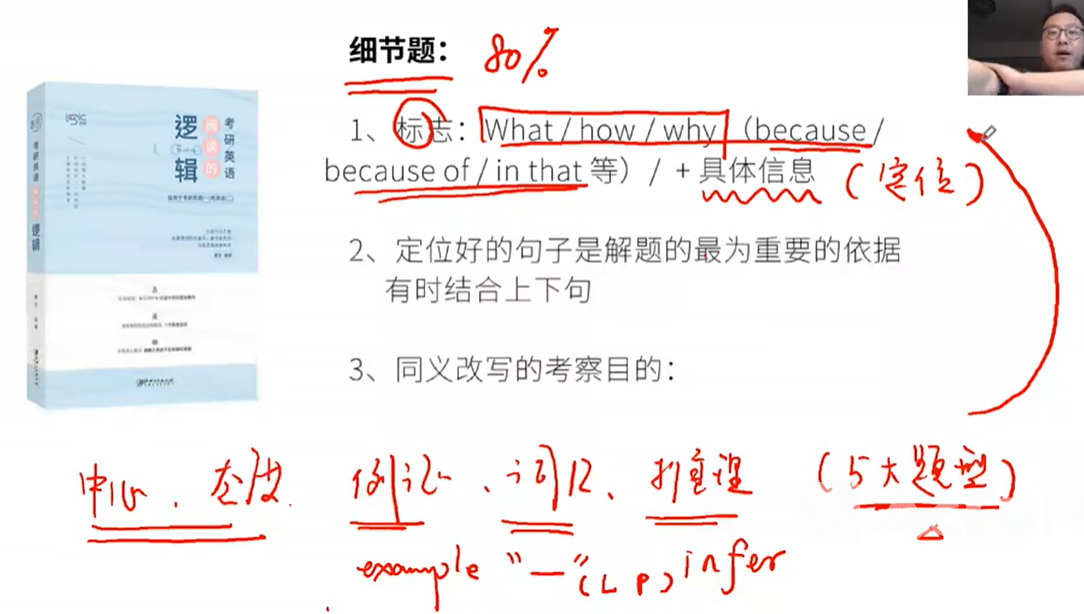 细节题： 80%
1、标志：What / how / why （because /
because of / in that 等）/ + 具体信息 （定位）
2、定位好的句子是解题的最为重要的依据
有时结合上下句
3、同义改写的考察目的：
考研英语
阅读的
逻辑
中心、态度 例证、词汇、推理 （5大题型）
example "—" (L P) infer